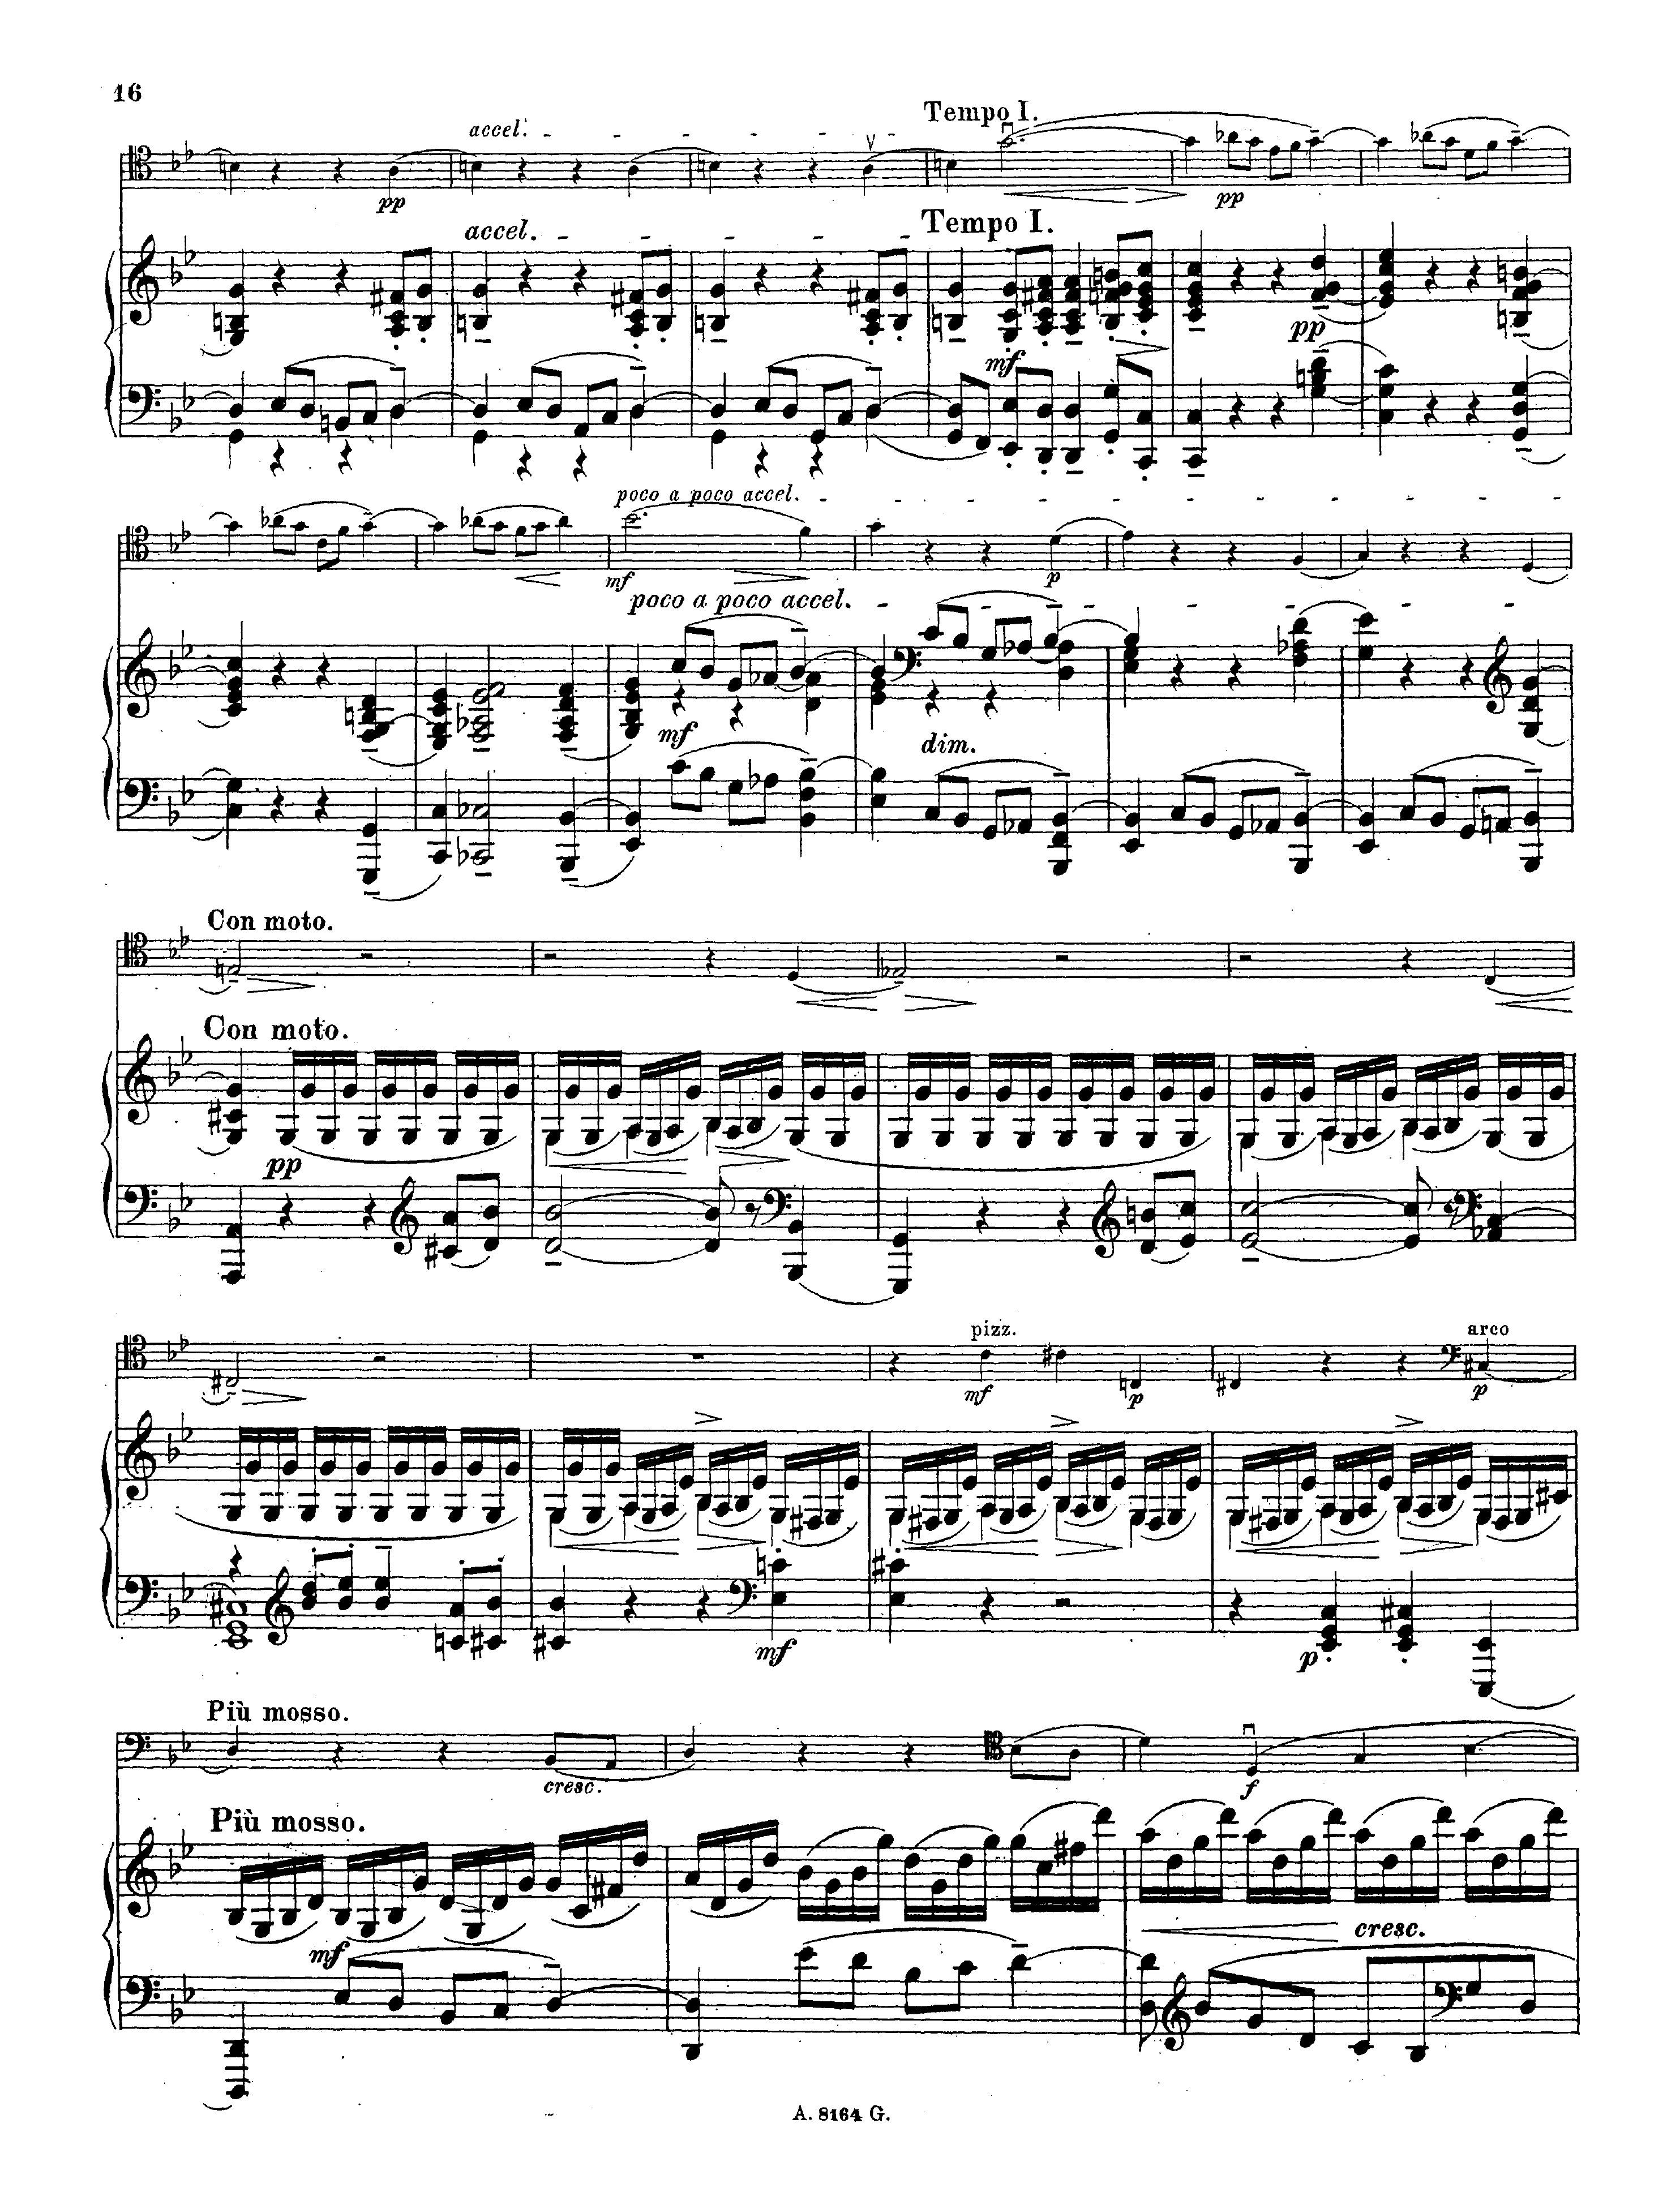 16
accel.
Tempo I.
pp
pp
accel.
Tempo I.
mf
pp
poco a poco accel.
mf
p
poco a poco accel.
mf
dim.
Con moto.
Con moto.
pp
pizz.
arco
mf
p
p
mf
p
Più mosso.
cresc.
f
Più mosso.
mf
cresc.
A. 8164 G.